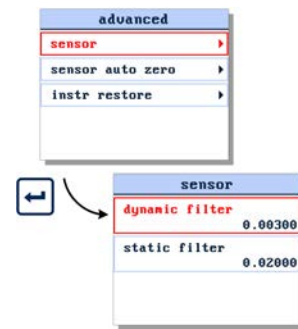 advanced
sensor
sensor auto zero
instr restore
sensor
dynamic filter
0.00300
static filter
0.02000